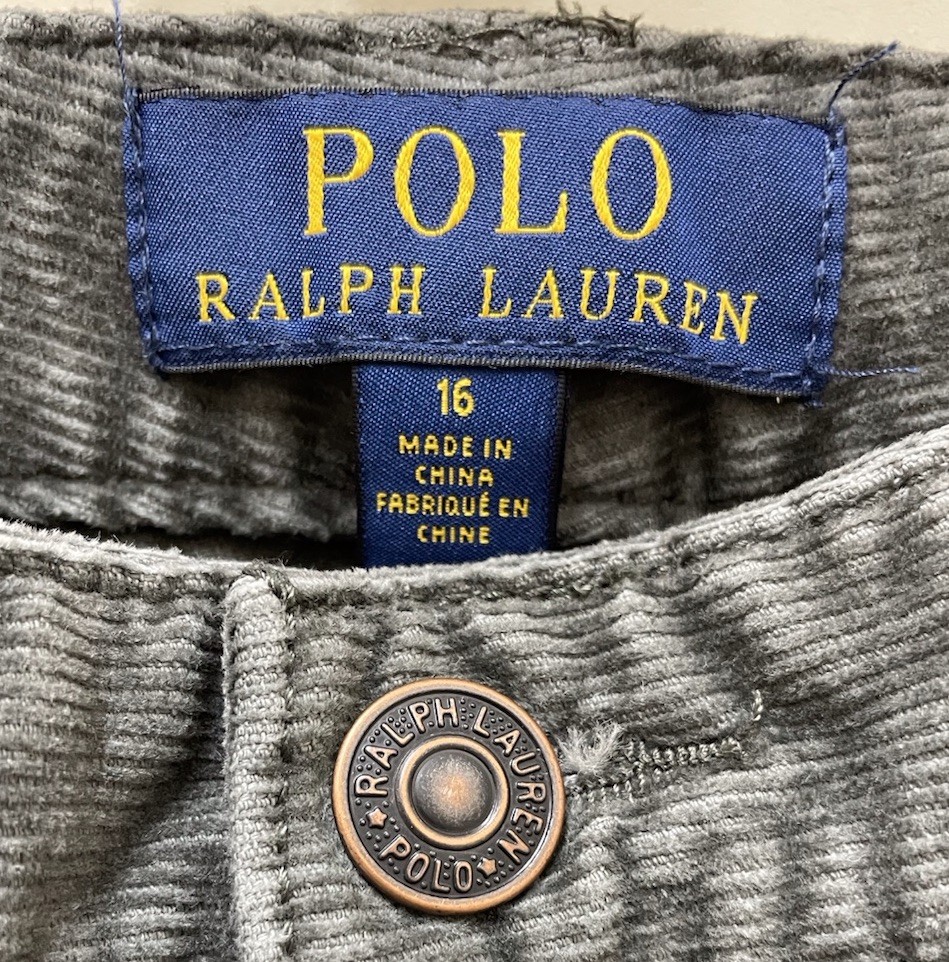 POLO
RALPH LAUREN
16
MADE IN
CHINA
FABRIQUÉ EN
CHINE
RALPH LAUREN
POLO